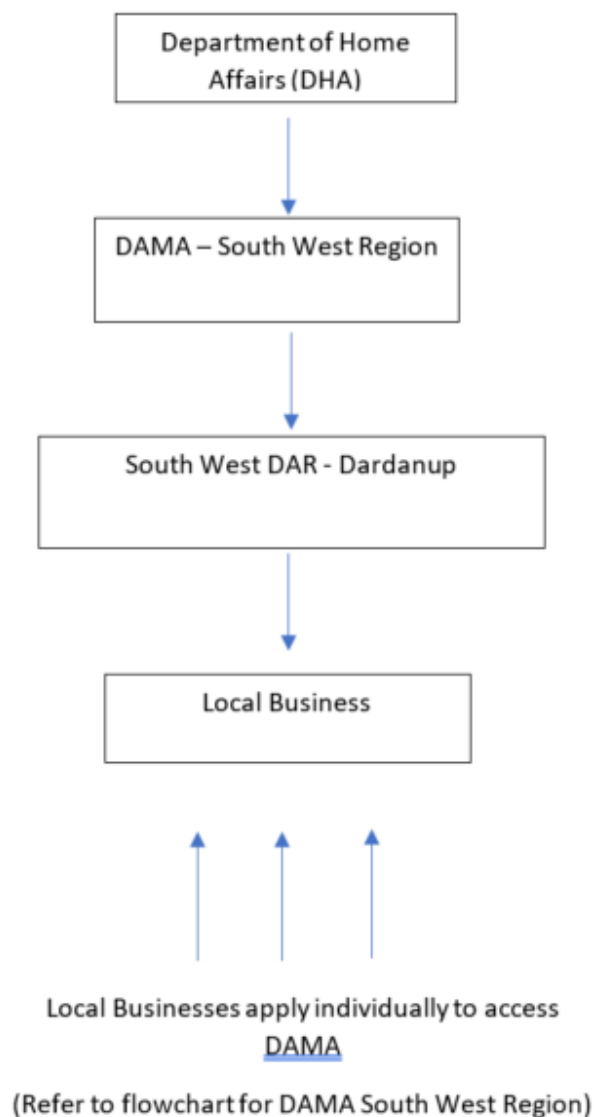 Department of Home
Affairs (DHA)
DAMA – South West Region
South West DAR - Dardanup
Local Business
Local Businesses apply individually to access
DAMA
(Refer to flowchart for DAMA South West Region)